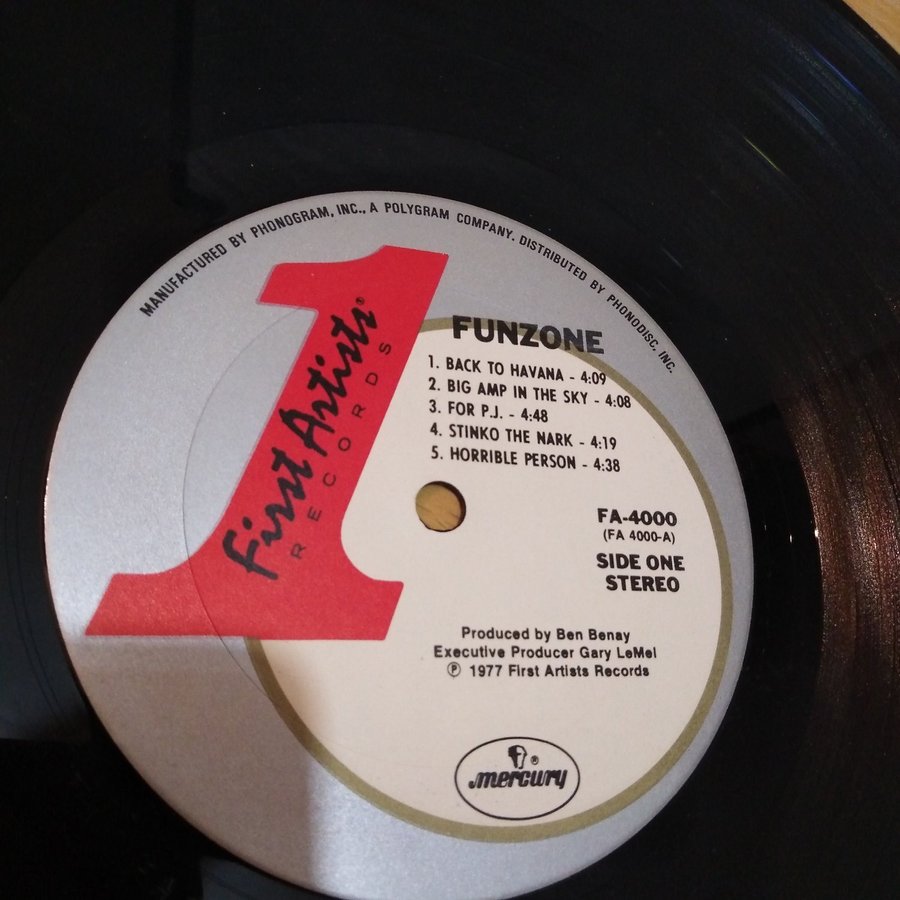 MANUFACTURED BY PHONOGRAM, INC., A POLYGRAM COMPANY. DISTRIBUTED BY PHONODISC, INC.
First Artists®
RECORDS
FUNZONE
1. BACK TO HAVANA - 4:09
2. BIG AMP IN THE SKY - 4:08
3. FOR P.J. - 4:48
4. STINKO THE NARK - 4:19
5. HORRIBLE PERSON - 4:38
FA-4000
(FA 4000-A)
SIDE ONE
STEREO
Produced by Ben Benay
Executive Producer Gary LeMel
℗ 1977 First Artists Records
mercury®